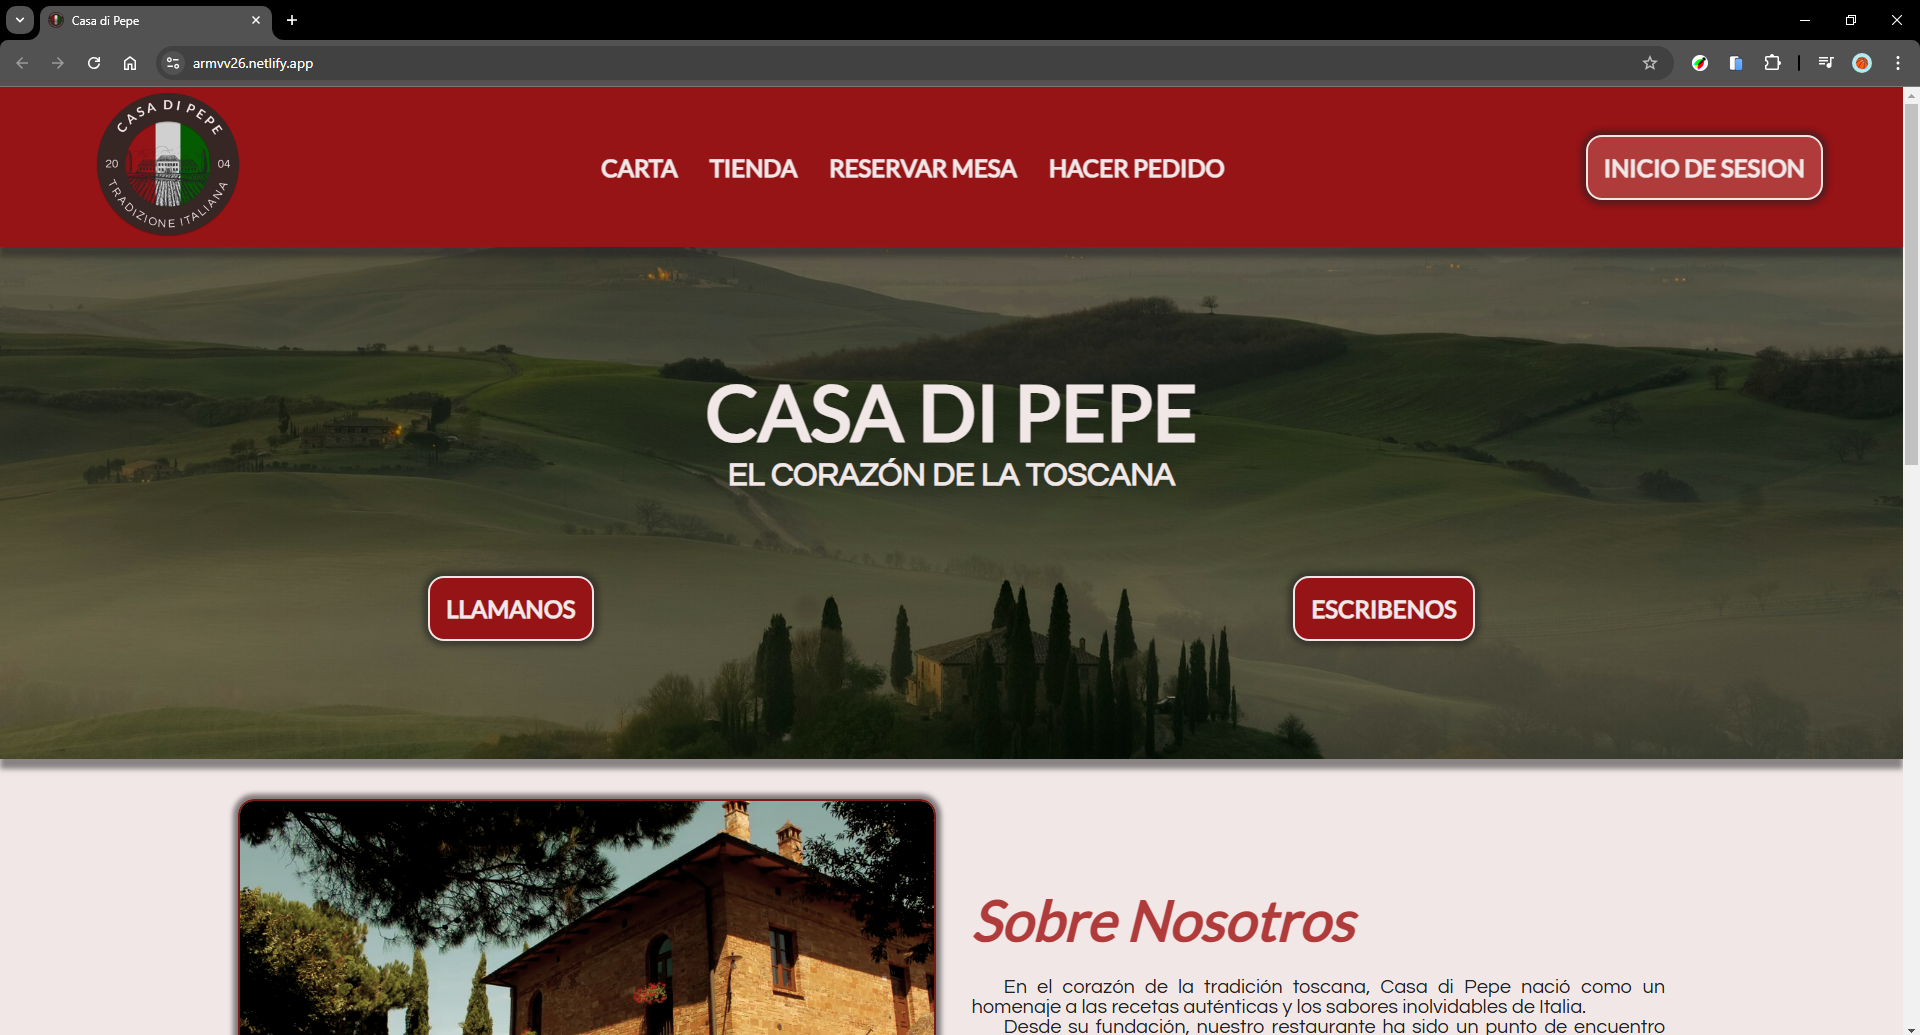 Casa di Pepe
armvv26.netlify.app
CASA DI PEPE
20 04
TRADIZIONE ITALIANA
CARTA TIENDA RESERVAR MESA HACER PEDIDO
INICIO DE SESION
CASA DI PEPE
EL CORAZÓN DE LA TOSCANA
LLAMANOS
ESCRIBENOS
Sobre Nosotros
En el corazón de la tradición toscana, Casa di Pepe nació como un
homenaje a las recetas auténticas y los sabores inolvidables de Italia.
Desde su fundación, nuestro restaurante ha sido un punto de encuentro